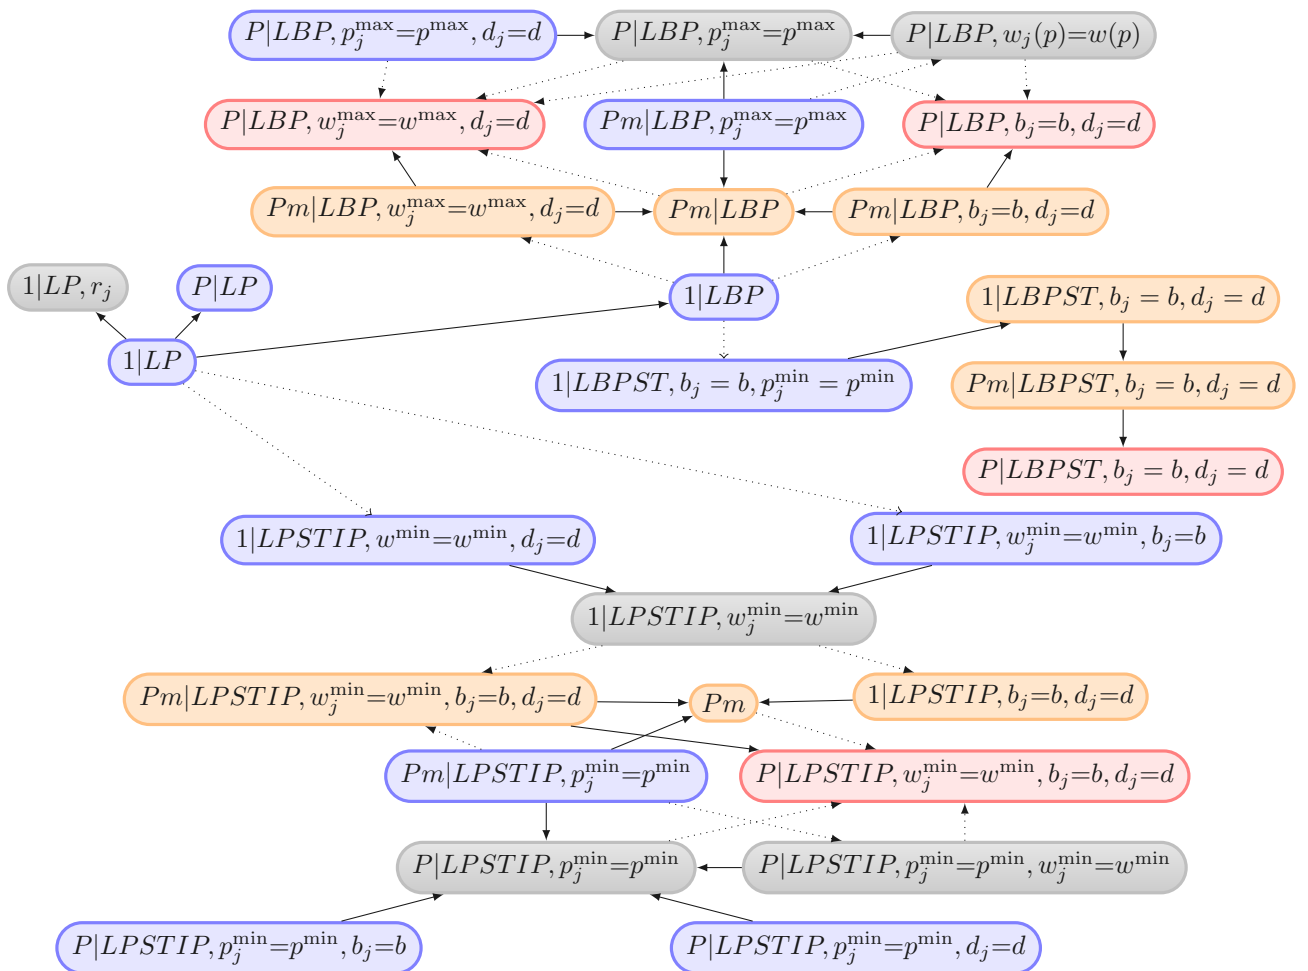 P|LBP, p_j^max=p^max, d_j=d
P|LBP, p_j^max=p^max
P|LBP, w_j(p)=w(p)
P|LBP, w_j^max=w^max, d_j=d
Pm|LBP, p_j^max=p^max
P|LBP, b_j=b, d_j=d
Pm|LBP, w_j^max=w^max, d_j=d
Pm|LBP
Pm|LBP, b_j=b, d_j=d
1|LP, r_j
P|LP
1|LBP
1|LBPST, b_j = b, d_j = d
1|LP
1|LBPST, b_j = b, p_j^min = p^min
Pm|LBPST, b_j = b, d_j = d
P|LBPST, b_j = b, d_j = d
1|LPSTIP, w^min=w^min, d_j=d
1|LPSTIP, w_j^min=w^min, b_j=b
1|LPSTIP, w_j^min=w^min
Pm|LPSTIP, w_j^min=w^min, b_j=b, d_j=d
Pm
1|LPSTIP, b_j=b, d_j=d
Pm|LPSTIP, p_j^min=p^min
P|LPSTIP, w_j^min=w^min, b_j=b, d_j=d
P|LPSTIP, p_j^min=p^min
P|LPSTIP, p_j^min=p^min, w_j^min=w^min
P|LPSTIP, p_j^min=p^min, b_j=b
P|LPSTIP, p_j^min=p^min, d_j=d